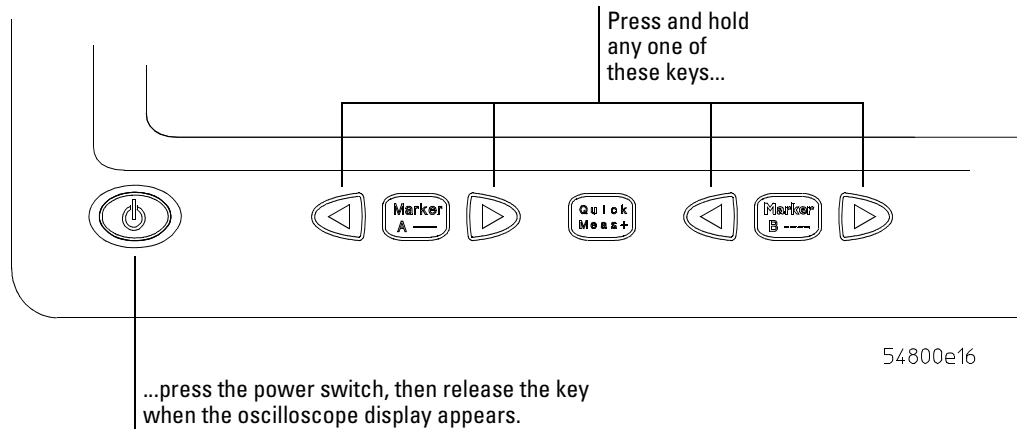 Press and hold
any one of
these keys...
Marker
A
Quick
Meas+
Marker
B
54800e16
...press the power switch, then release the key
when the oscilloscope display appears.